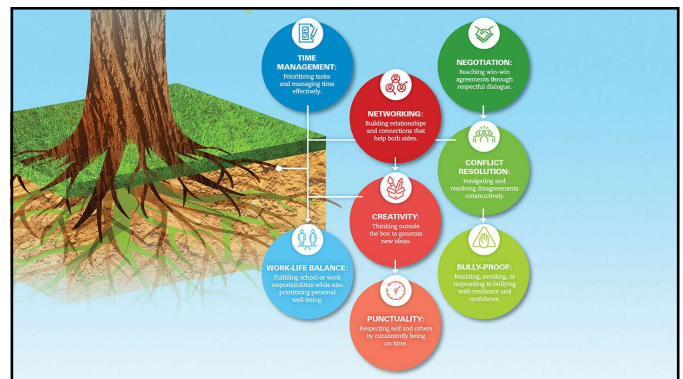 TIME
MANAGEMENT:
Prioritizing tasks
and managing time
effectively.
WORK-LIFE BALANCE:
Fulfilling school or work
responsibilities while also
prioritizing personal
well-being.
NETWORKING:
Building relationships
and connections that
help both sides.
CREATIVITY:
Thinking outside
the box to generate
new ideas.
PUNCTUALITY:
Respecting self and others
by consistently being
on time.
NEGOTIATION:
Reaching win-win
agreements through
respectful dialogue.
CONFLICT
RESOLUTION:
Navigating and
resolving disagreements
constructively.
BULLY-PROOF:
Resisting, avoiding, or
responding to bullying
with resilience and
confidence.